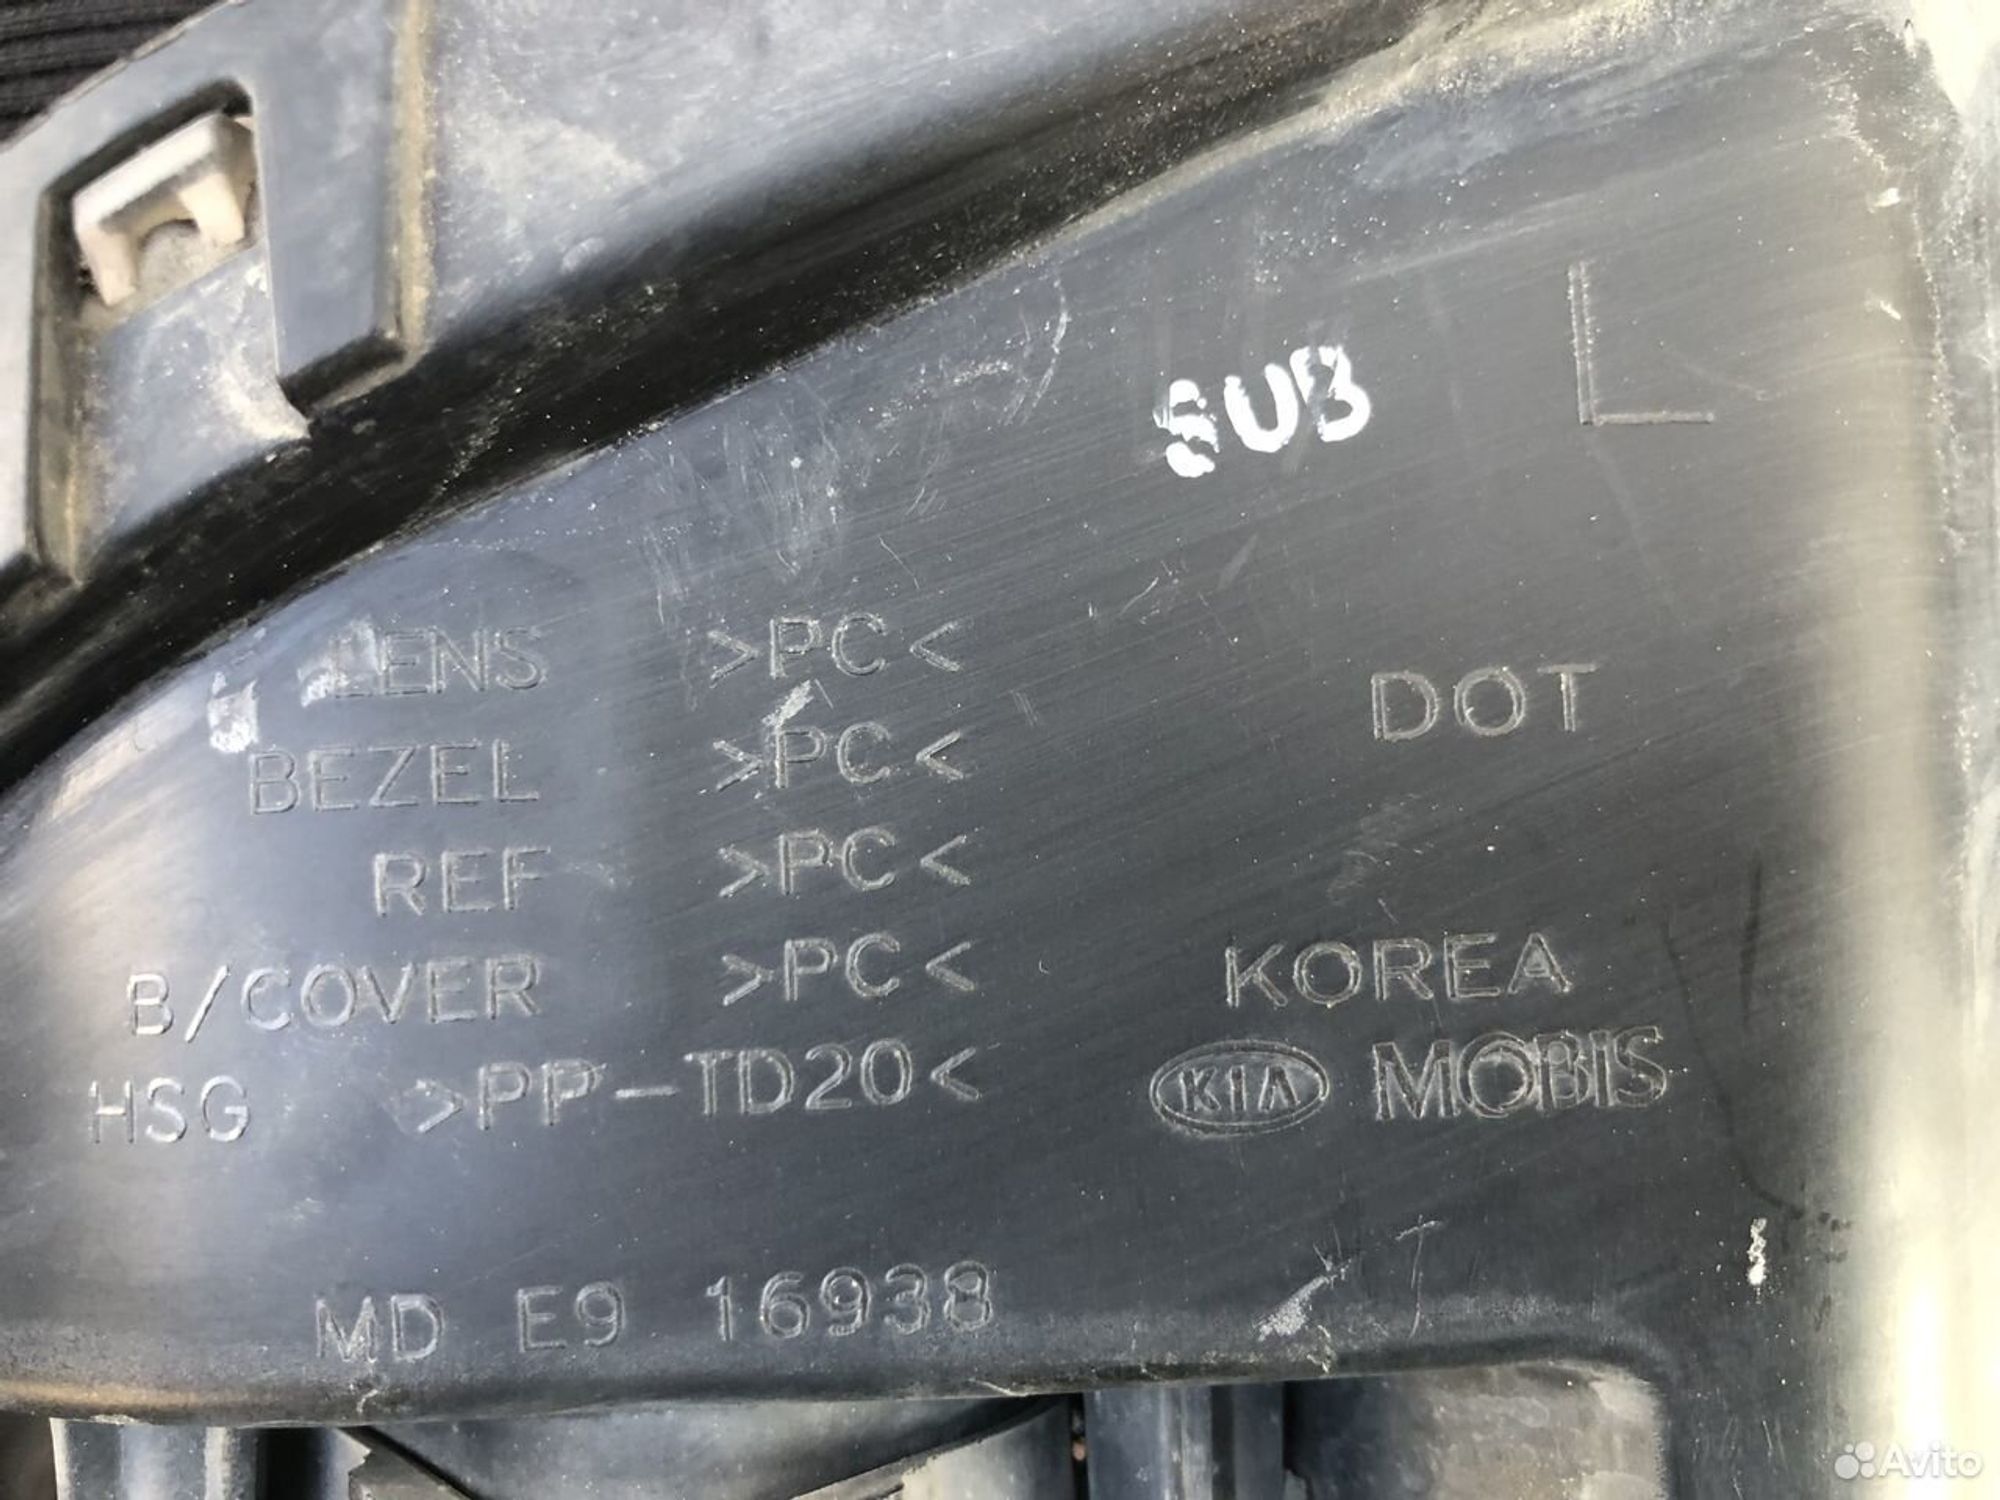 L
SUB
LENS >PC<
BEZEL >PC<
DOT
REF >PC<
B/COVER >PC<
KOREA
HSG >PP-TD20<
KIA MOBIS
MD E9 16938
Avito